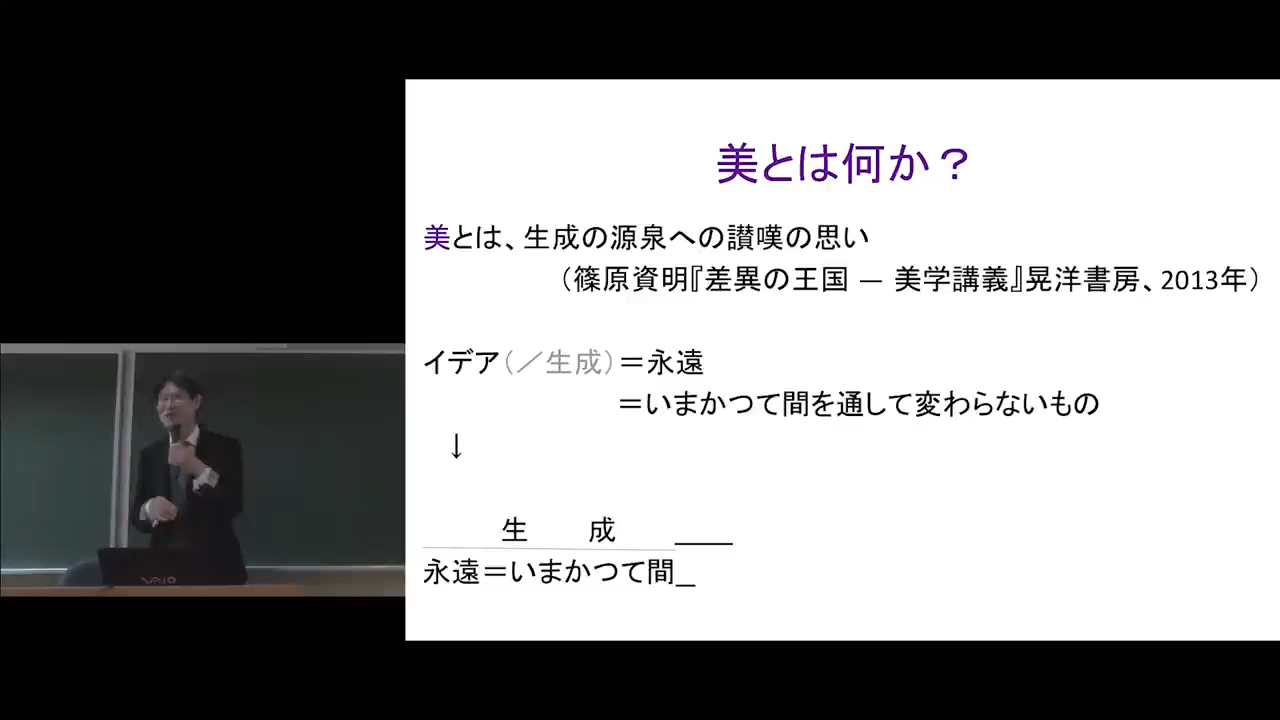 美とは何か？
美とは、生成の源泉への讃嘆の思い
（篠原資明『差異の王国 ― 美学講義』晃洋書房、2013年）
イデア（／生成）＝永遠
＝いまかつて間を通して変わらないもの
↓
生　成
永遠＝いまかつて間_
VAIO